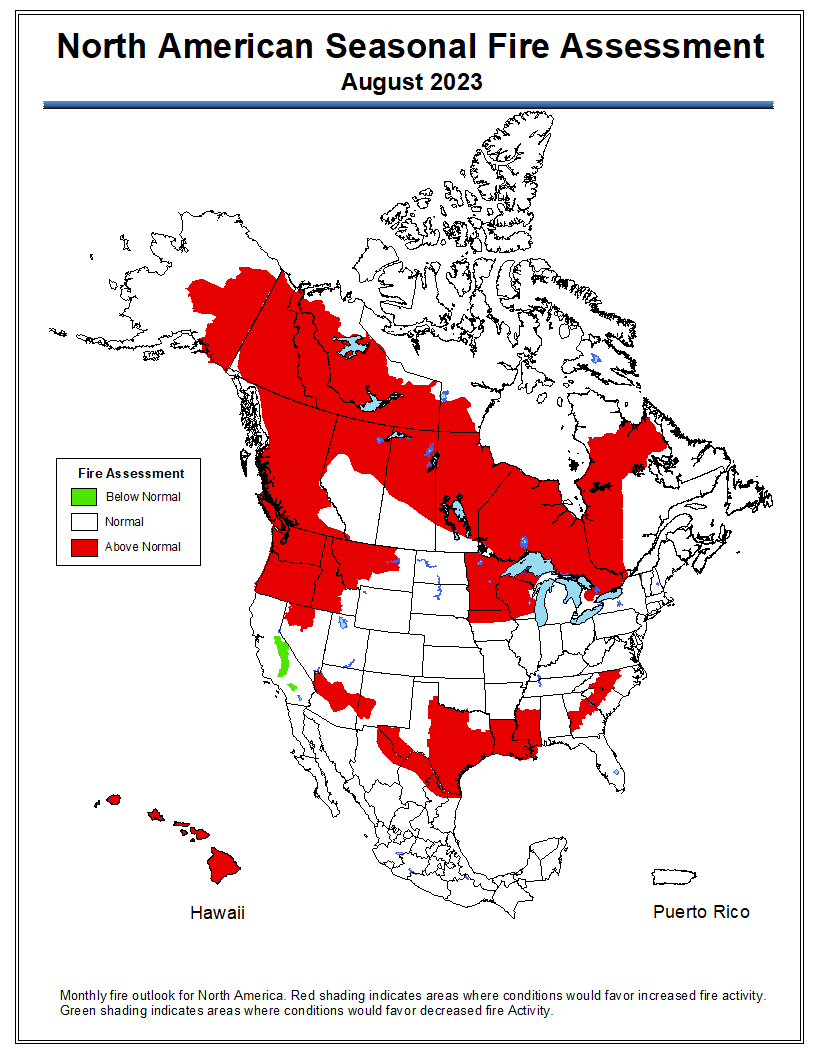 North American Seasonal Fire Assessment
August 2023
Fire Assessment
Below Normal
Normal
Above Normal
Hawaii
Puerto Rico
Monthly fire outlook for North America. Red shading indicates areas where conditions would favor increased fire activity.
Green shading indicates areas where conditions would favor decreased fire Activity.